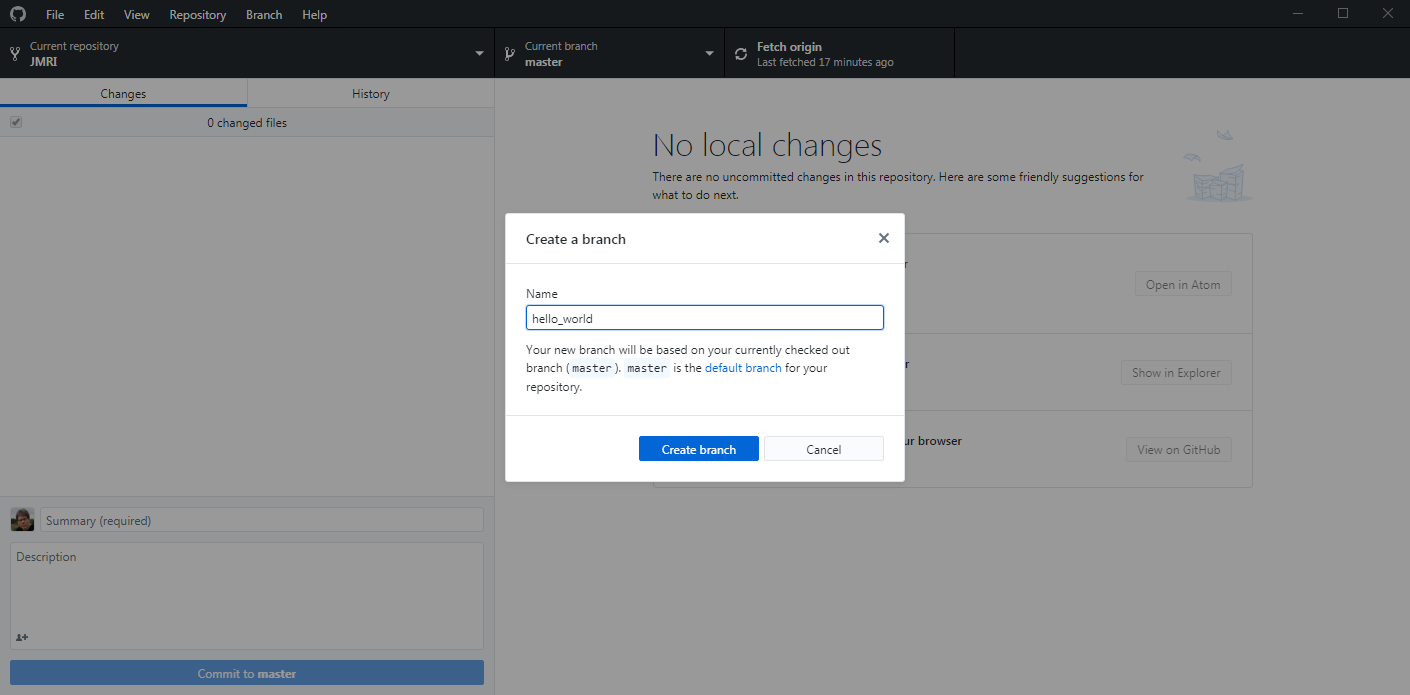 File Edit View Repository Branch Help
Current repository
JMRI
Current branch
master
Fetch origin
Last fetched 17 minutes ago
Changes
History
0 changed files
No local changes
There are no uncommitted changes in this repository. Here are some friendly suggestions for
what to do next.
Open in Atom
Show in Explorer
ur browser
View on GitHub
Create a branch
Name
hello_world
Your new branch will be based on your currently checked out
branch (master). master is the default branch for your
repository.
Create branch
Cancel
Summary (required)
Description
Commit to master